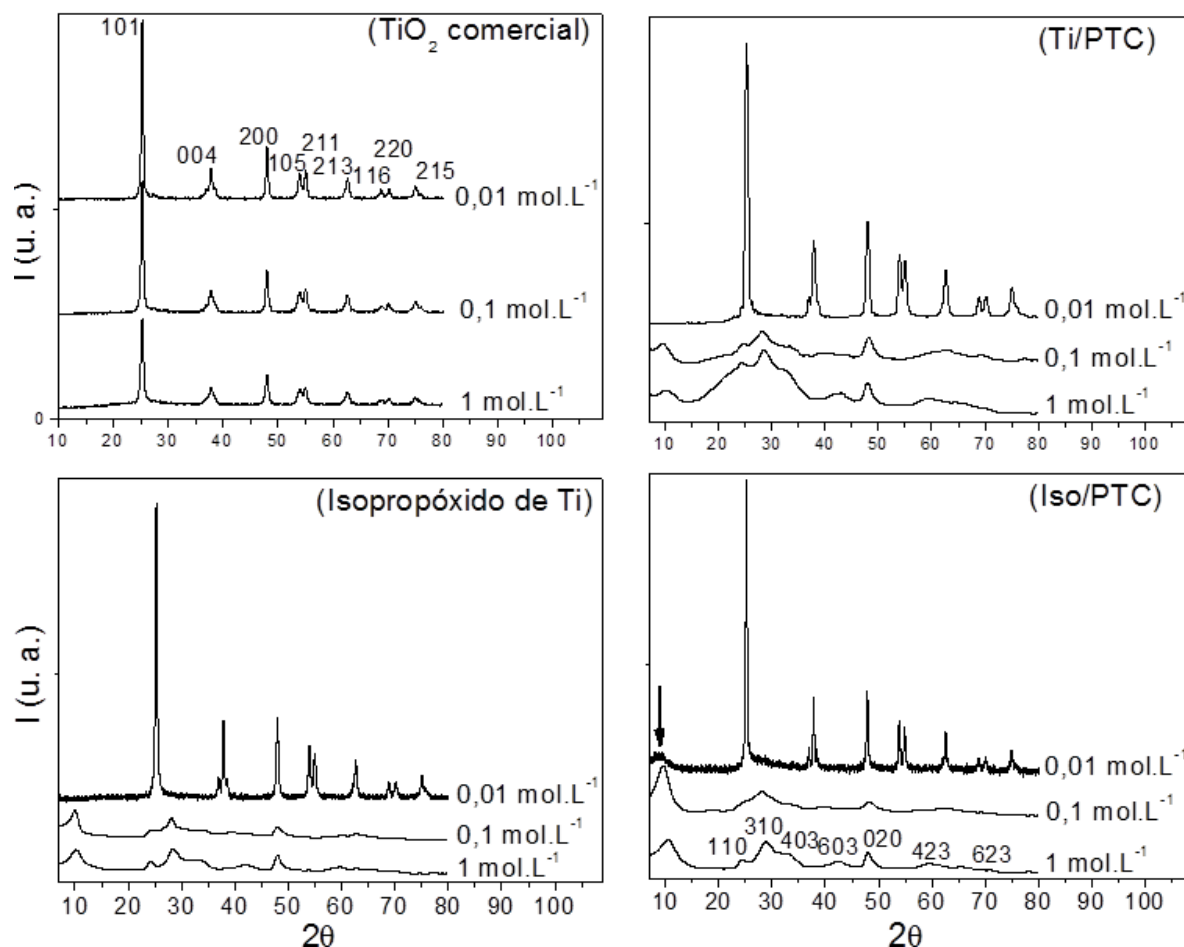 (TiO2 comercial)
101
004
200
105
211
213
116
220
215
0,01 mol.L-1
0,1 mol.L-1
1 mol.L-1
I (u. a.)
0
10 20 30 40 50 60 70 80 90 100
(Ti/PTC)
0,01 mol.L-1
0,1 mol.L-1
1 mol.L-1
10 20 30 40 50 60 70 80 90 100
(Isopropóxido de Ti)
I (u. a.)
0,01 mol.L-1
0,1 mol.L-1
1 mol.L-1
10 20 30 40 50 60 70 80 90 100
2θ
(Iso/PTC)
0,01 mol.L-1
0,1 mol.L-1
110
310
403
603
020
423
623
1 mol.L-1
10 20 30 40 50 60 70 80 90 100
2θ